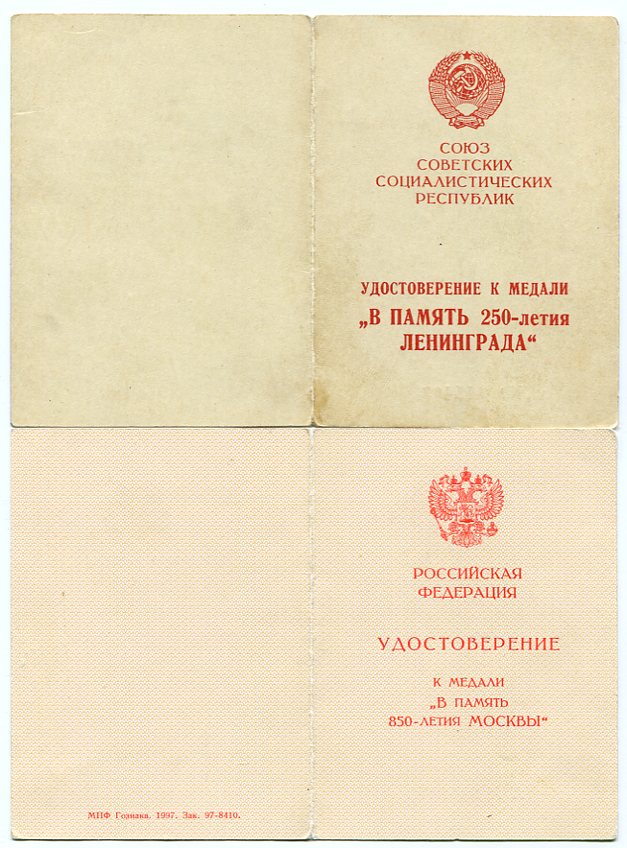 СОЮЗ
СОВЕТСКИХ
СОЦИАЛИСТИЧЕСКИХ
РЕСПУБЛИК
УДОСТОВЕРЕНИЕ К МЕДАЛИ
„В ПАМЯТЬ 250-летия
ЛЕНИНГРАДА“
РОССИЙСКАЯ
ФЕДЕРАЦИЯ
УДОСТОВЕРЕНИЕ
К МЕДАЛИ
„В ПАМЯТЬ
850-ЛЕТИЯ МОСКВЫ“
МПФ Гознака. 1997. Зак. 97-8410.